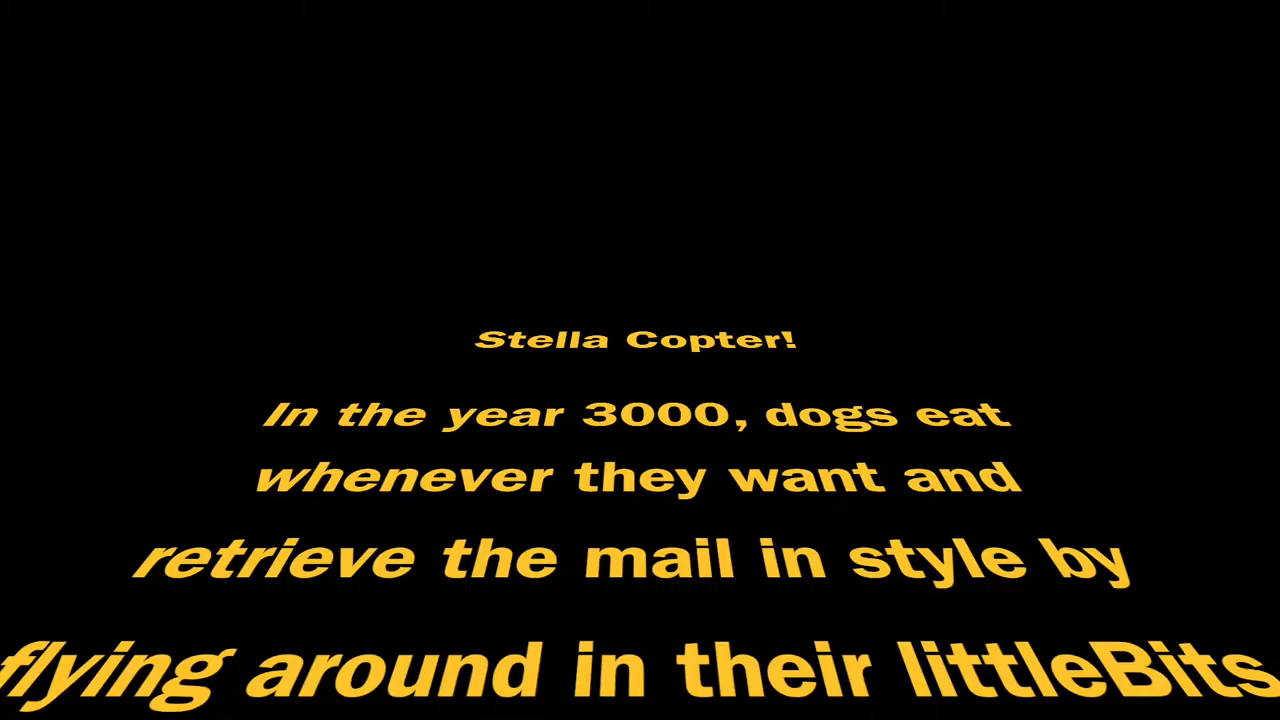 Stella Copter!
In the year 3000, dogs eat
whenever they want and
retrieve the mail in style by
flying around in their littleBits